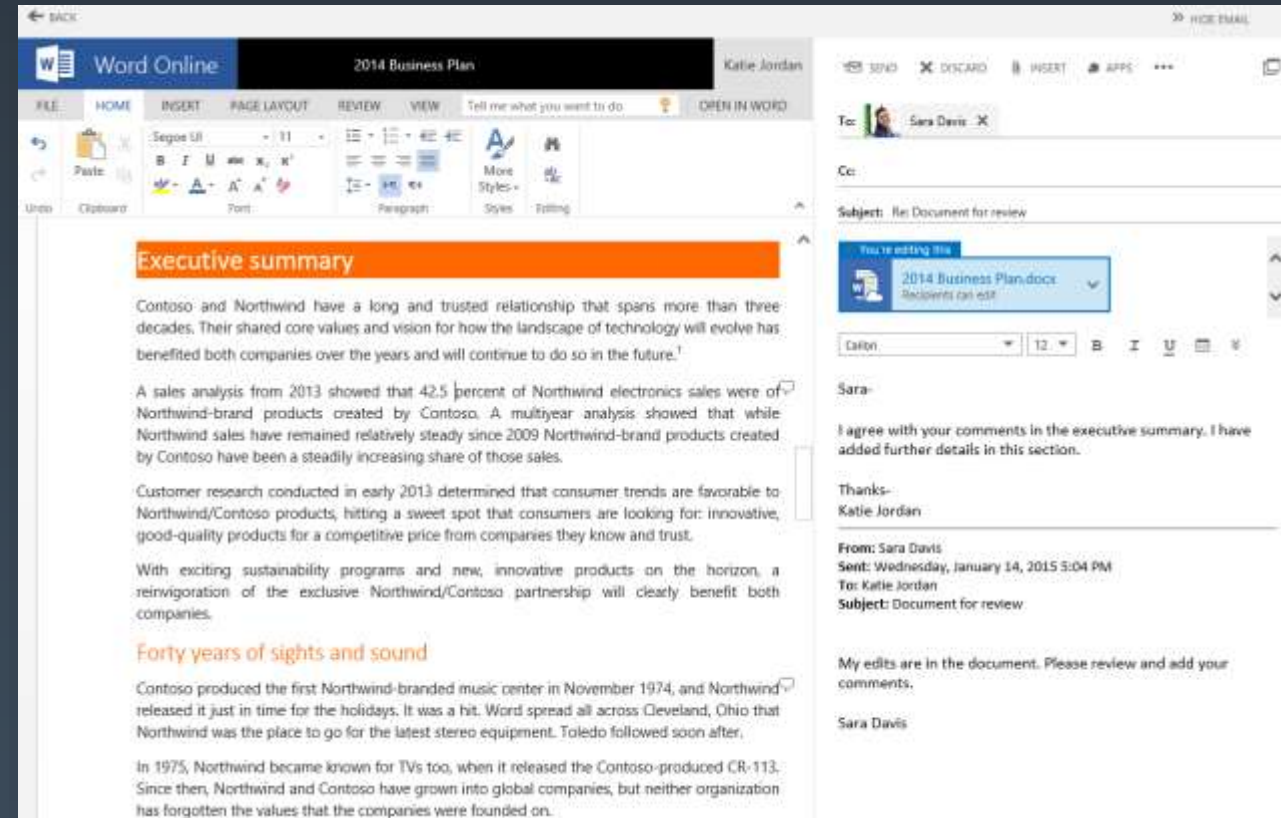 BACK
HIDE EMAIL
Word Online
2014 Business Plan
Katie Jordan
FILE HOME INSERT PAGE LAYOUT REVIEW VIEW Tell me what you want to do OPEN IN WORD
Segoe UI 11
Paste
B I U abc x₂ x²
More
Styles
Undo Clipboard Font Paragraph Styles Editing
Executive summary
Contoso and Northwind have a long and trusted relationship that spans more than three
decades. Their shared core values and vision for how the landscape of technology will evolve has
benefited both companies over the years and will continue to do so in the future.¹
A sales analysis from 2013 showed that 42.5 percent of Northwind electronics sales were of
Northwind-brand products created by Contoso. A multiyear analysis showed that while
Northwind sales have remained relatively steady since 2009 Northwind-brand products created
by Contoso have been a steadily increasing share of those sales.
Customer research conducted in early 2013 determined that consumer trends are favorable to
Northwind/Contoso products, hitting a sweet spot that consumers are looking for: innovative,
good-quality products for a competitive price from companies they know and trust.
With exciting sustainability programs and new, innovative products on the horizon, a
reinvigoration of the exclusive Northwind/Contoso partnership will clearly benefit both
companies.
Forty years of sights and sound
Contoso produced the first Northwind-branded music center in November 1974, and Northwind
released it just in time for the holidays. It was a hit. Word spread all across Cleveland, Ohio that
Northwind was the place to go for the latest stereo equipment. Toledo followed soon after.
In 1975, Northwind became known for TVs too, when it released the Contoso-produced CR-113.
Since then, Northwind and Contoso have grown into global companies, but neither organization
has forgotten the values that the companies were founded on.
SEND DISCARD INSERT APPS
To: Sara Davis
Cc:
Subject: Re: Document for review
You're editing this
2014 Business Plan.docx
Recipients can edit
Calibri 12 B I U
Sara-
I agree with your comments in the executive summary. I have
added further details in this section.
Thanks-
Katie Jordan
From: Sara Davis
Sent: Wednesday, January 14, 2015 5:04 PM
To: Katie Jordan
Subject: Document for review
My edits are in the document. Please review and add your
comments.
Sara Davis